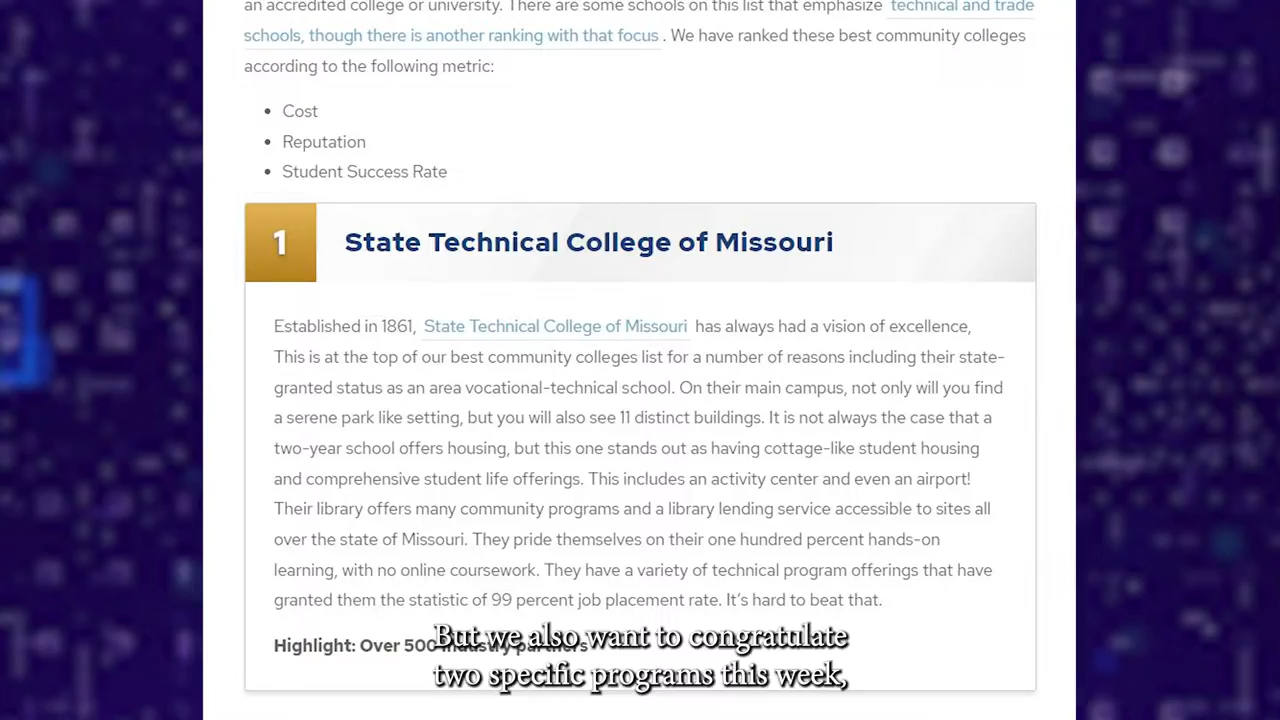 an accredited college or university. There are some schools on this list that emphasize technical and trade
schools, though there is another ranking with that focus . We have ranked these best community colleges
according to the following metric:
• Cost
• Reputation
• Student Success Rate
1 State Technical College of Missouri
Established in 1861, State Technical College of Missouri has always had a vision of excellence,
This is at the top of our best community colleges list for a number of reasons including their state-
granted status as an area vocational-technical school. On their main campus, not only will you find
a serene park like setting, but you will also see 11 distinct buildings. It is not always the case that a
two-year school offers housing, but this one stands out as having cottage-like student housing
and comprehensive student life offerings. This includes an activity center and even an airport!
Their library offers many community programs and a library lending service accessible to sites all
over the state of Missouri. They pride themselves on their one hundred percent hands-on
learning, with no online coursework. They have a variety of technical program offerings that have
granted them the statistic of 99 percent job placement rate. It's hard to beat that.
Highlight: Over 500 industry partners
But we also want to congratulate
two specific programs this week,